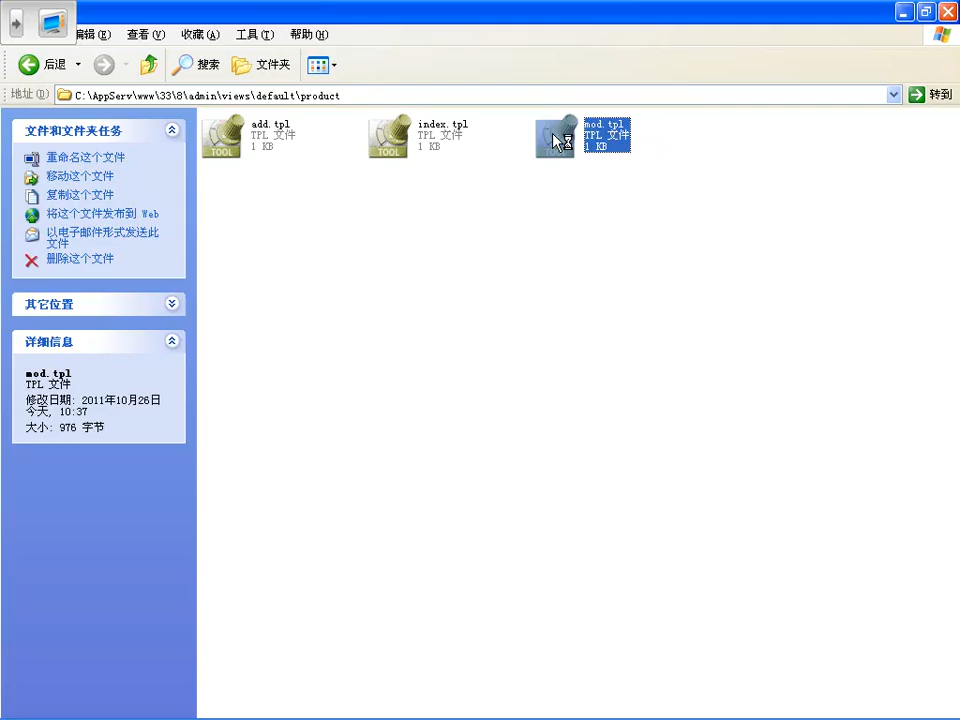 编辑(E) 查看(V) 收藏(A) 工具(T) 帮助(H)
后退 搜索 文件夹
地址(D) C:\AppServ\www\33\8\admin\views\default\product 转到
文件和文件夹任务
重命名这个文件
移动这个文件
复制这个文件
将这个文件发布到 Web
以电子邮件形式发送此
文件
删除这个文件
其它位置
详细信息
mod.tpl
TPL 文件
修改日期: 2011年10月26日
今天, 10:37
大小: 976 字节
add.tpl
TPL 文件
1 KB
TOOL
index.tpl
TPL 文件
1 KB
TOOL
mod.tpl
TPL 文件
1 KB
TOOL